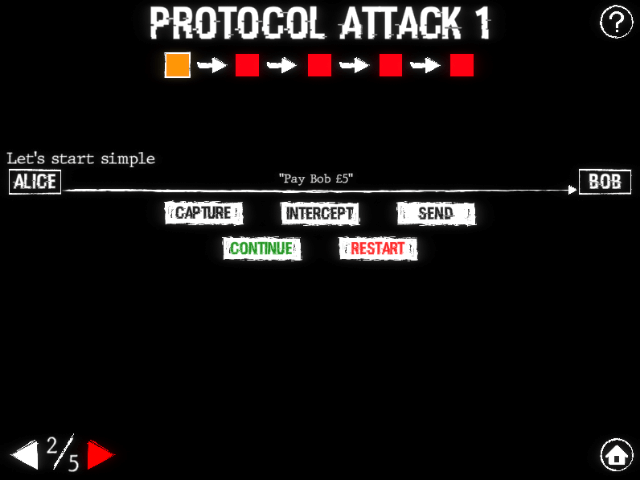 PROTOCOL ATTACK 1
?
Let's start simple
ALICE "Pay Bob £5" BOB
CAPTURE INTERCEPT SEND
CONTINUE RESTART
2/5